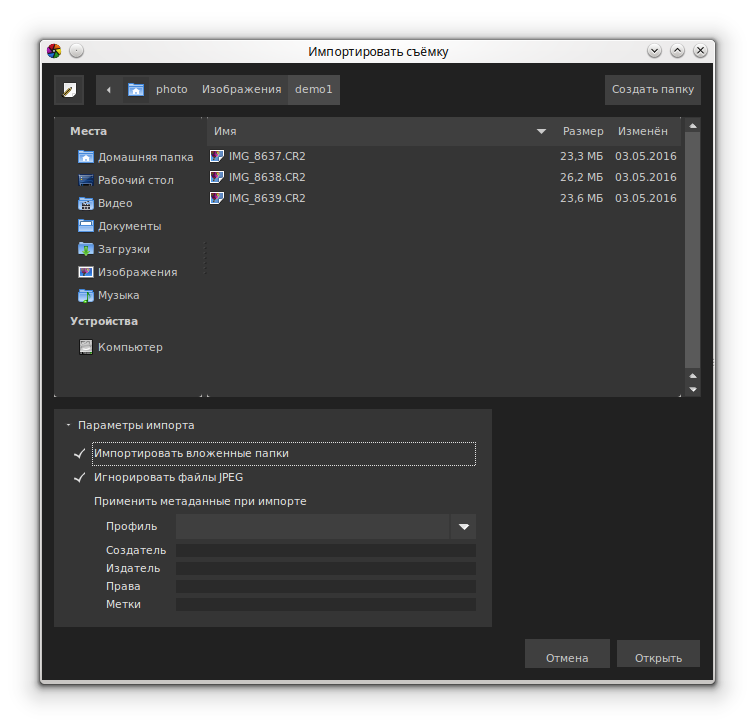 Импортировать съёмку
photo Изображения demo1 Создать папку
Места
Домашняя папка
Рабочий стол
Видео
Документы
Загрузки
Изображения
Музыка
Устройства
Компьютер
Имя Размер Изменён
IMG_8637.CR2 23,3 МБ 03.05.2016
IMG_8638.CR2 26,2 МБ 03.05.2016
IMG_8639.CR2 23,6 МБ 03.05.2016
Параметры импорта
Импортировать вложенные папки
Игнорировать файлы JPEG
Применить метаданные при импорте
Профиль
Создатель
Издатель
Права
Метки
Отмена Открыть